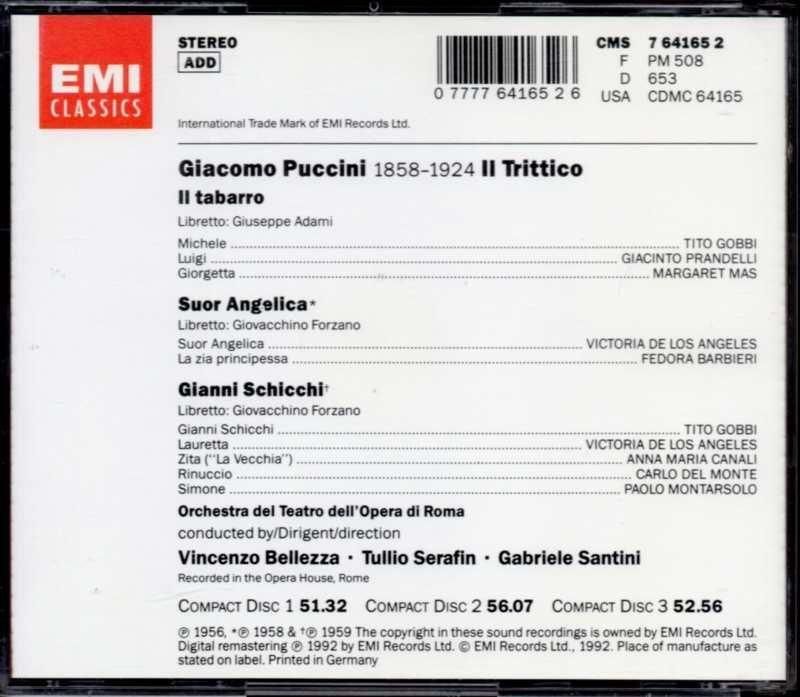 EMI
CLASSICS
STEREO
ADD
0 7777 64165 2 6
CMS 7 64165 2
F PM 508
D 653
USA CDMC 64165
International Trade Mark of EMI Records Ltd.
Giacomo Puccini 1858–1924 Il Trittico
Il tabarro
Libretto: Giuseppe Adami
Michele ........ TITO GOBBI
Luigi ........ GIACINTO PRANDELLI
Giorgetta ........ MARGARET MAS
Suor Angelica*
Libretto: Giovacchino Forzano
Suor Angelica ........ VICTORIA DE LOS ANGELES
La zia principessa ........ FEDORA BARBIERI
Gianni Schicchi†
Libretto: Giovacchino Forzano
Gianni Schicchi ........ TITO GOBBI
Lauretta ........ VICTORIA DE LOS ANGELES
Zita ("La Vecchia") ........ ANNA MARIA CANALI
Rinuccio ........ CARLO DEL MONTE
Simone ........ PAOLO MONTARSOLO
Orchestra del Teatro dell'Opera di Roma
conducted by/Dirigent/direction
Vincenzo Bellezza · Tullio Serafin · Gabriele Santini
Recorded in the Opera House, Rome
COMPACT DISC 1 51.32 COMPACT DISC 2 56.07 COMPACT DISC 3 52.56
℗ 1956, *℗ 1958 & †℗ 1959 The copyright in these sound recordings is owned by EMI Records Ltd.
Digital remastering ℗ 1992 by EMI Records Ltd. © EMI Records Ltd., 1992. Place of manufacture as
stated on label. Printed in Germany